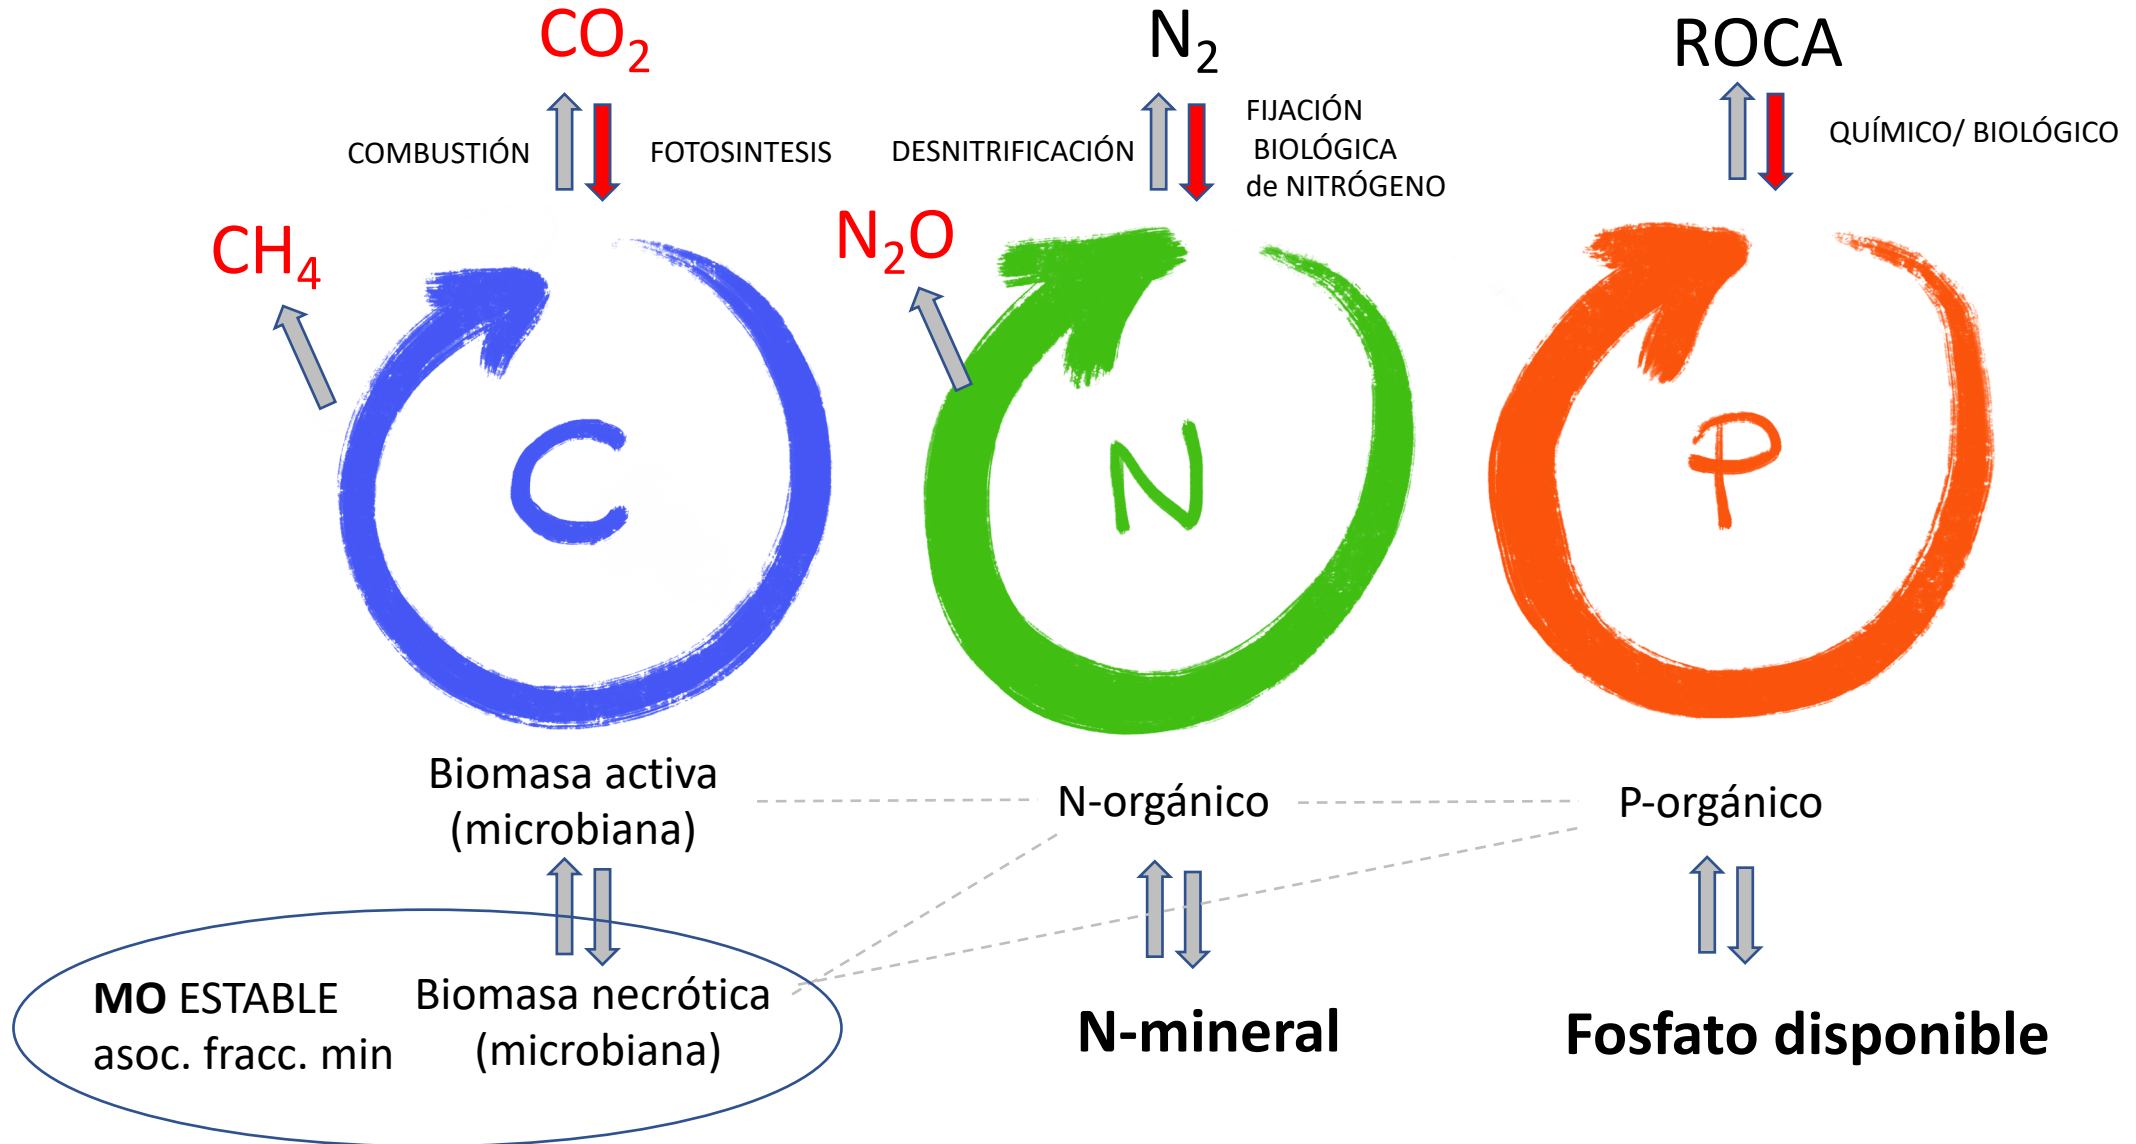 CO₂
N₂
ROCA
COMBUSTIÓN
FOTOSINTESIS
DESNITRIFICACIÓN
FIJACIÓN
BIOLÓGICA
de NITRÓGENO
QUÍMICO/ BIOLÓGICO
CH₄
N₂O
C
N
P
Biomasa activa
(microbiana)
N-orgánico
P-orgánico
MO ESTABLE
asoc. fracc. min
Biomasa necrótica
(microbiana)
N-mineral
Fosfato disponible